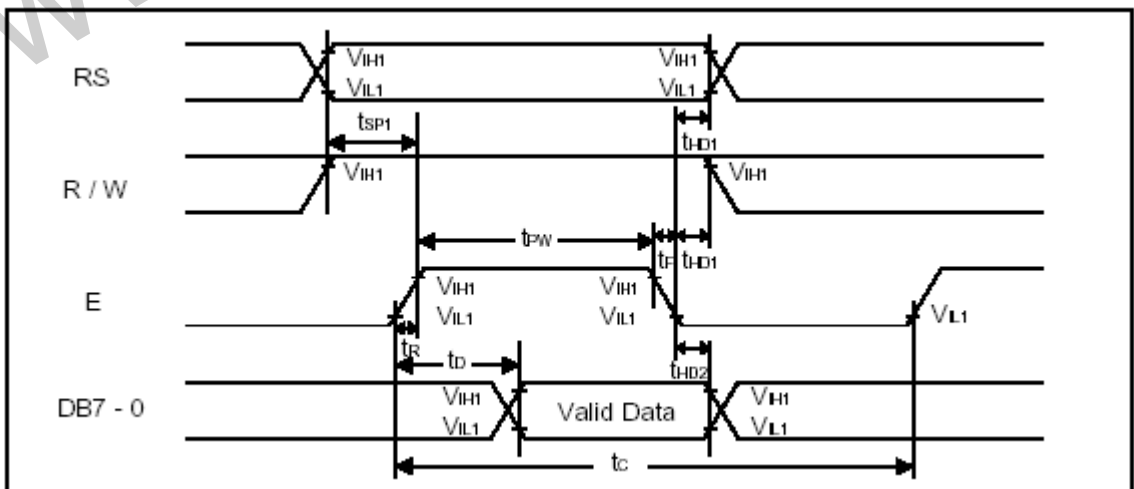 RS
VIH1 VIH1
VIL1 VIL1
tSP1 tHD1
R / W
VIH1 VIH1
tPW tF tHD1
E
VIH1 VIH1
VIL1 VIL1 VIL1
tR tD tHD2
DB7 - 0
VIH1 VIH1
Valid Data
VIL1 VIL1
tC